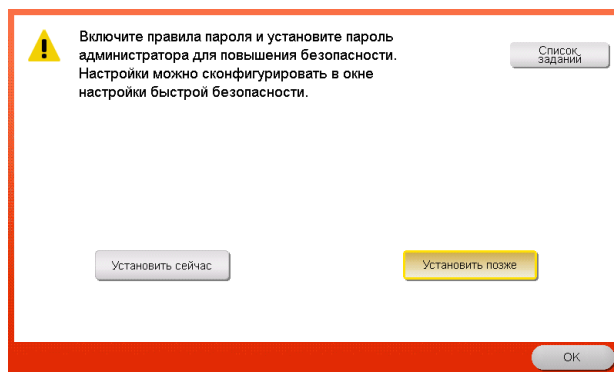 Включите правила пароля и установите пароль
администратора для повышения безопасности.
Настройки можно сконфигурировать в окне
настройки быстрой безопасности.
Список
заданий
Установить сейчас
Установить позже
OK